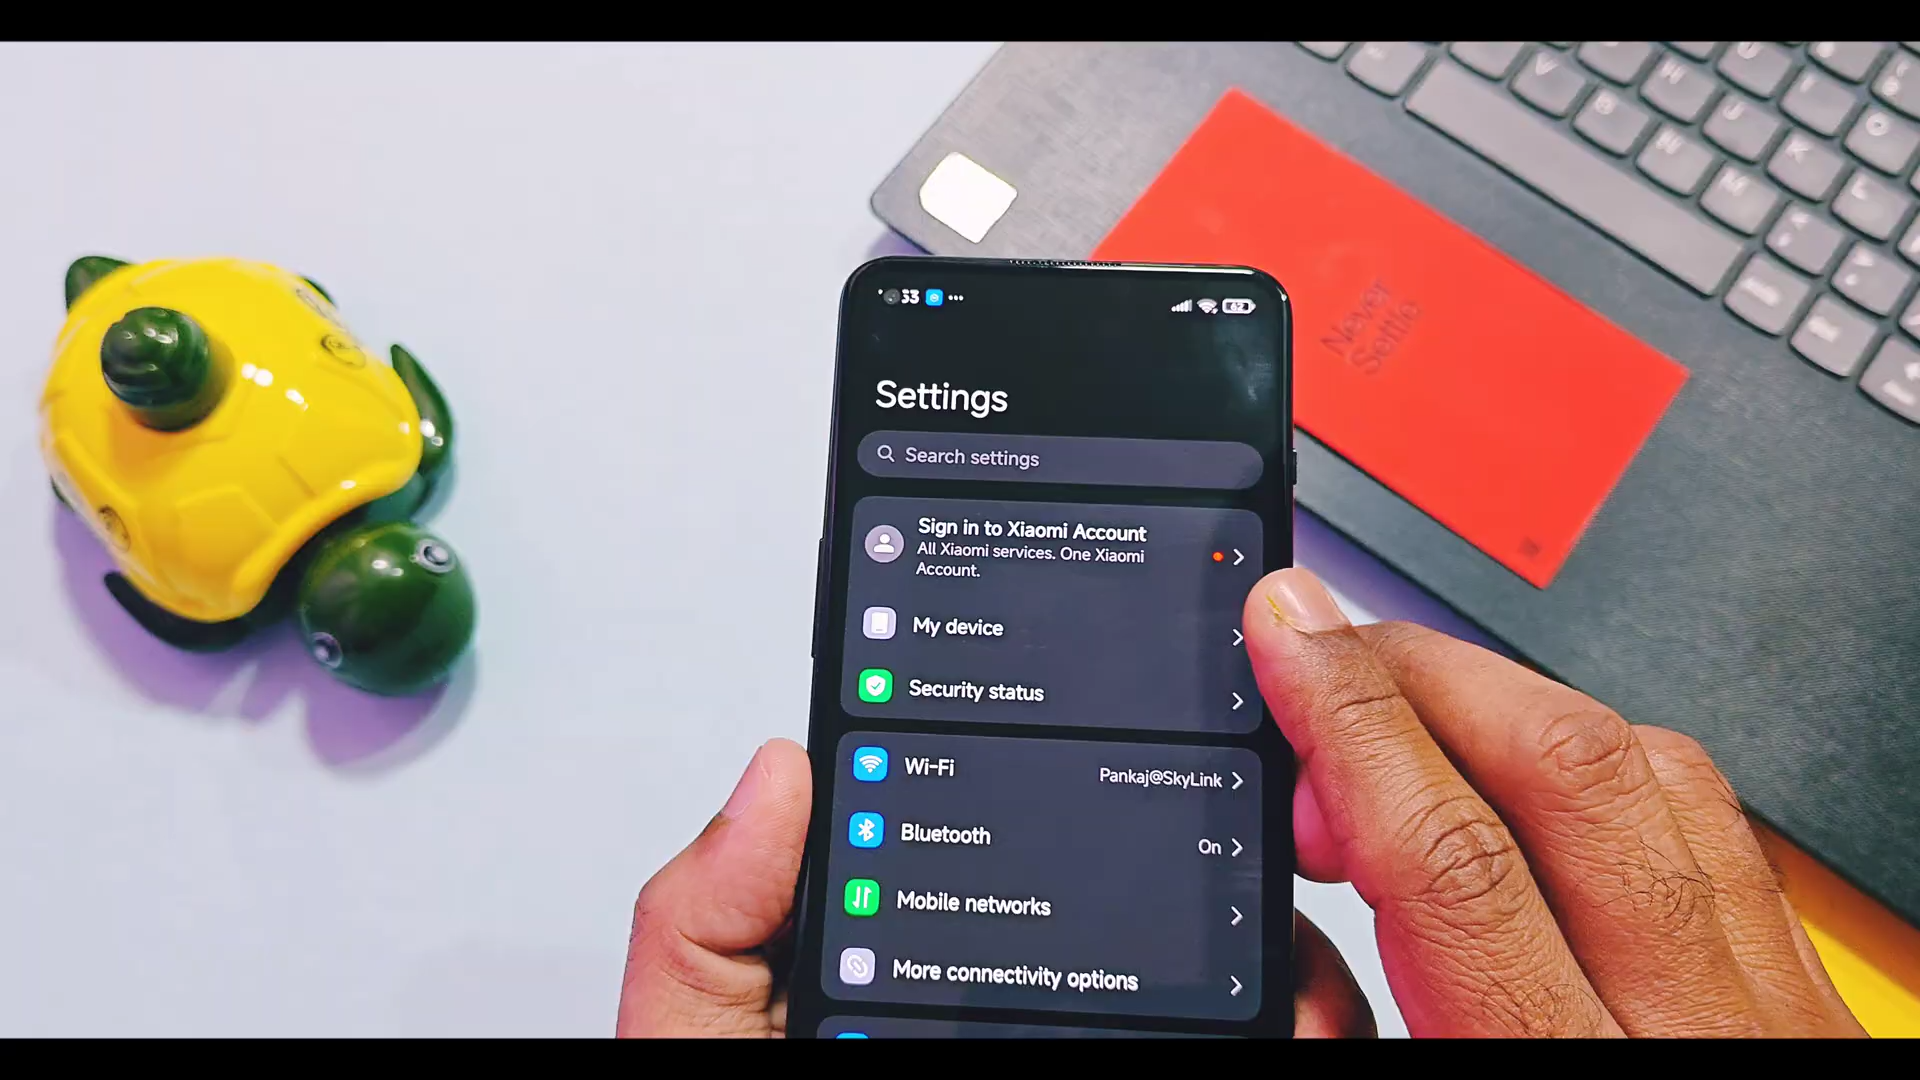 Never
Settle
62
Settings
Search settings
Sign in to Xiaomi Account
All Xiaomi services. One Xiaomi
Account.
My device
Security status
Wi-Fi
Pankaj@SkyLink
Bluetooth
On
Mobile networks
More connectivity options